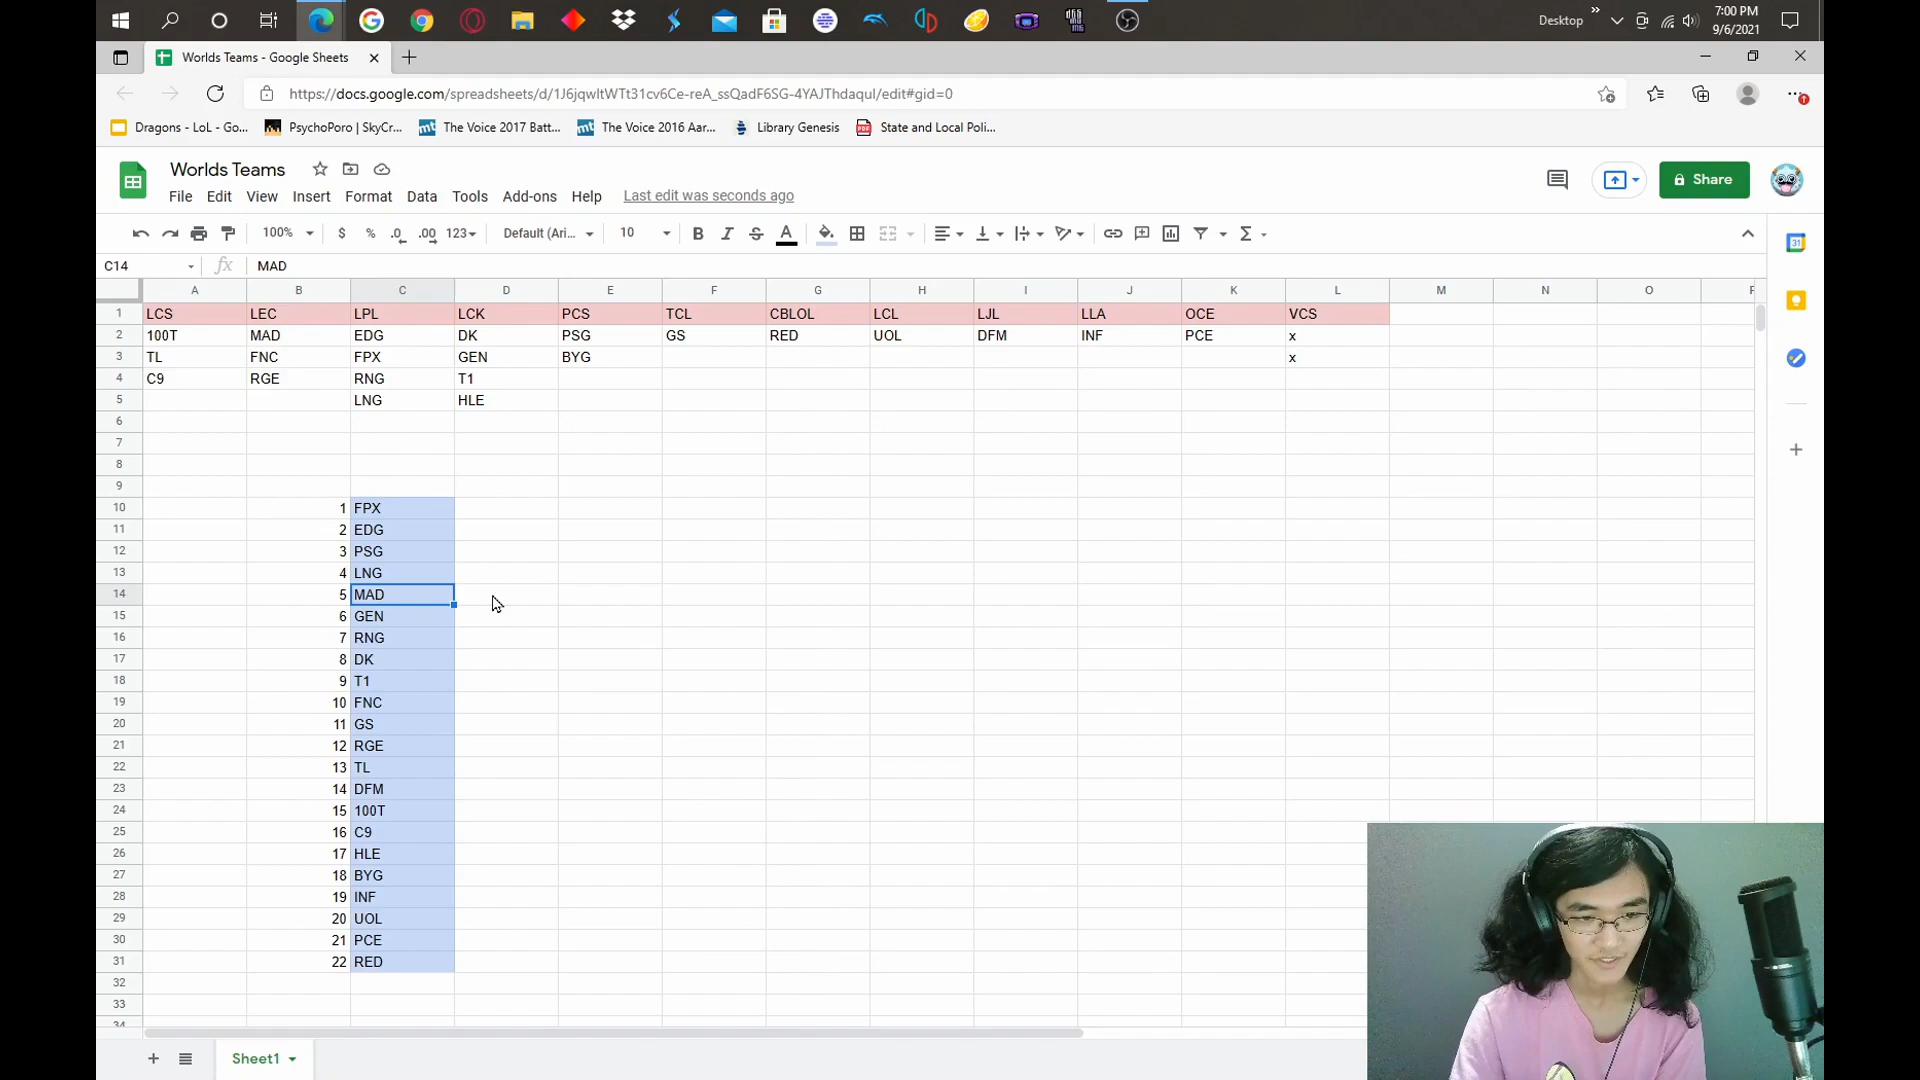 Desktop » 7:00 PM
9/6/2021
Worlds Teams - Google Sheets
https://docs.google.com/spreadsheets/d/1J6jqwItWTt31cv6Ce-reA_ssQadF6SG-4YAJThdaquI/edit#gid=0
Dragons - LoL - Go... PsychoPoro | SkyCr... The Voice 2017 Batt... The Voice 2016 Aar... Library Genesis State and Local Poli...
Worlds Teams
File Edit View Insert Format Data Tools Add-ons Help Last edit was seconds ago
Share
100% $ % .0 .00 123 Default (Ari... 10 B I S A Σ
C14 fx MAD
A B C D E F G H I J K L M N O
1 LCS LEC LPL LCK PCS TCL CBLOL LCL LJL LLA OCE VCS
2 100T MAD EDG DK PSG GS RED UOL DFM INF PCE x
3 TL FNC FPX GEN BYG x
4 C9 RGE RNG T1
5 LNG HLE
6
7
8
9
10 1 FPX
11 2 EDG
12 3 PSG
13 4 LNG
14 5 MAD
15 6 GEN
16 7 RNG
17 8 DK
18 9 T1
19 10 FNC
20 11 GS
21 12 RGE
22 13 TL
23 14 DFM
24 15 100T
25 16 C9
26 17 HLE
27 18 BYG
28 19 INF
29 20 UOL
30 21 PCE
31 22 RED
32
33
34
Sheet1